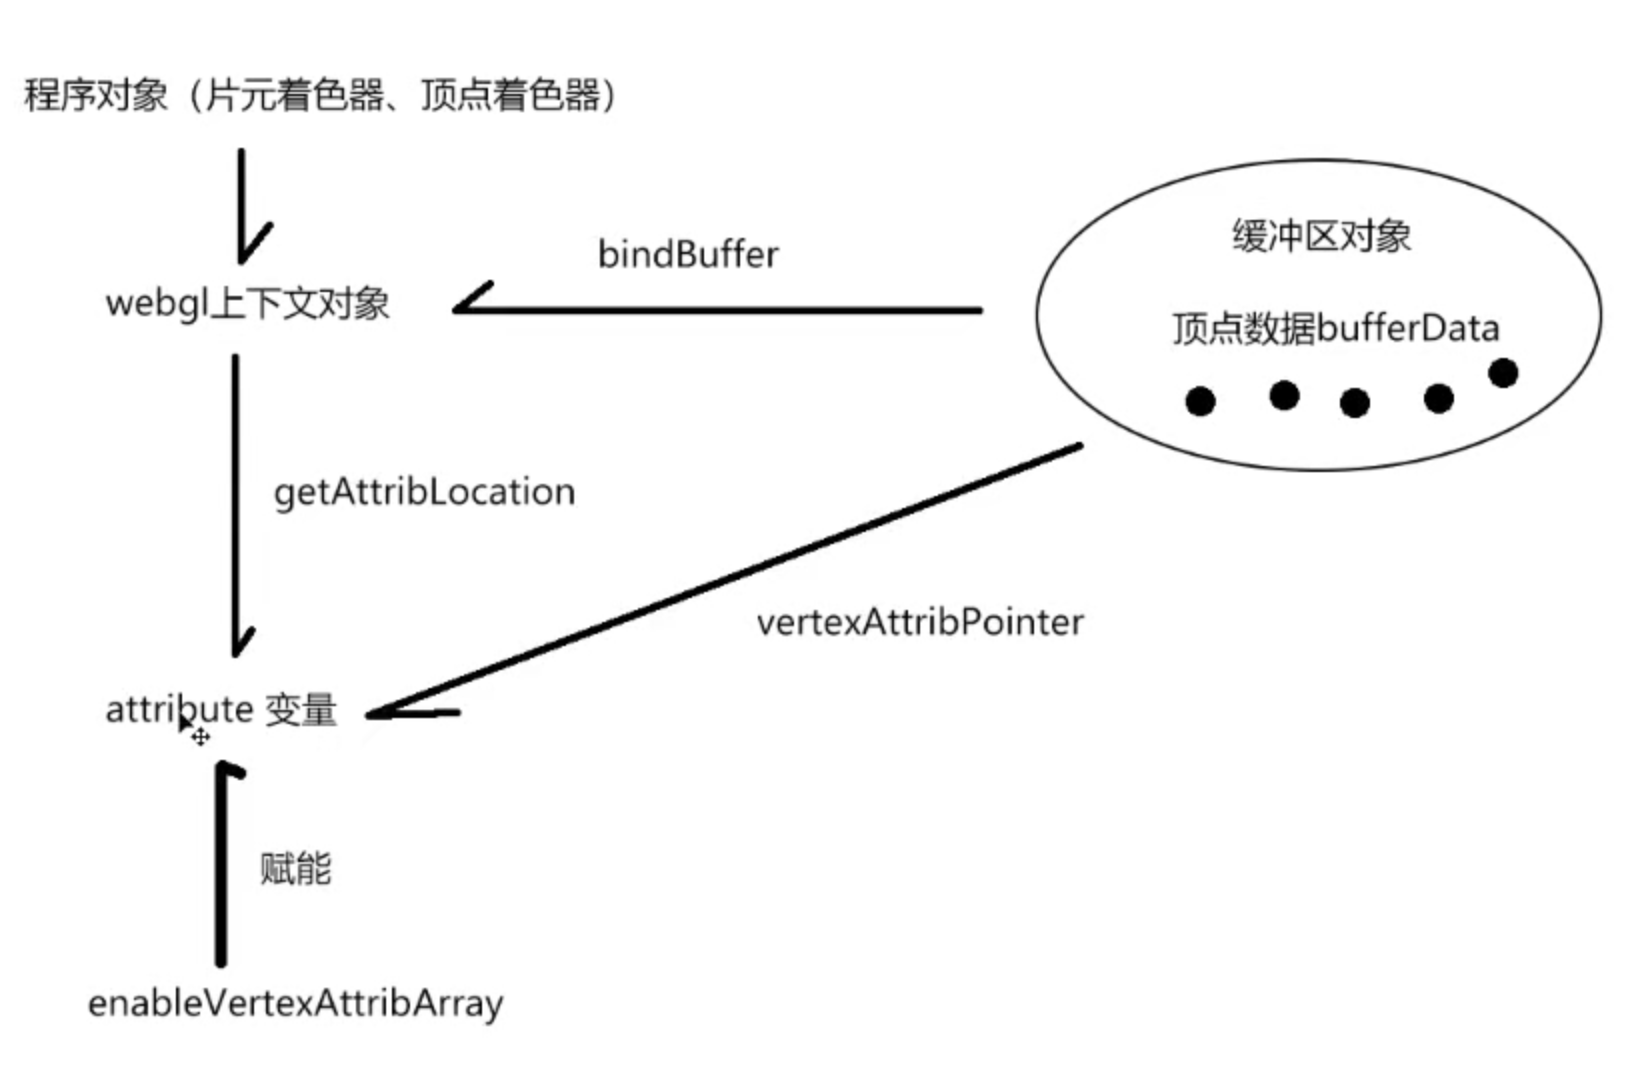 程序对象（片元着色器、顶点着色器）
bindBuffer
缓冲区对象
webgl上下文对象
顶点数据bufferData
getAttribLocation
vertexAttribPointer
attribute 变量
赋能
enableVertexAttribArray